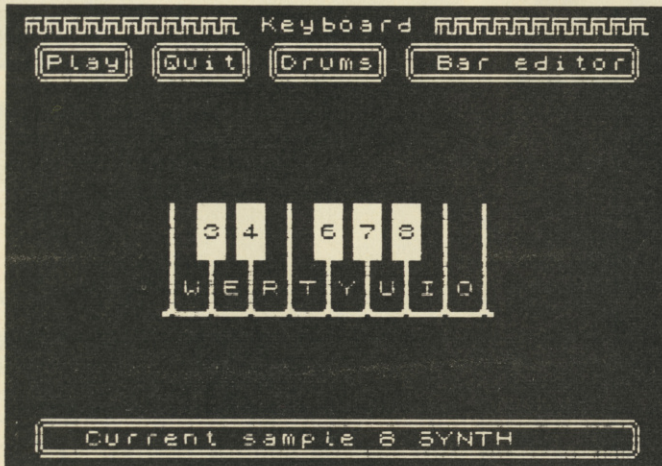 Keyboard
Play Quit Drums Bar editor
3 4 6 7 8
W E R T Y U I O
Current sample 8 SYNTH